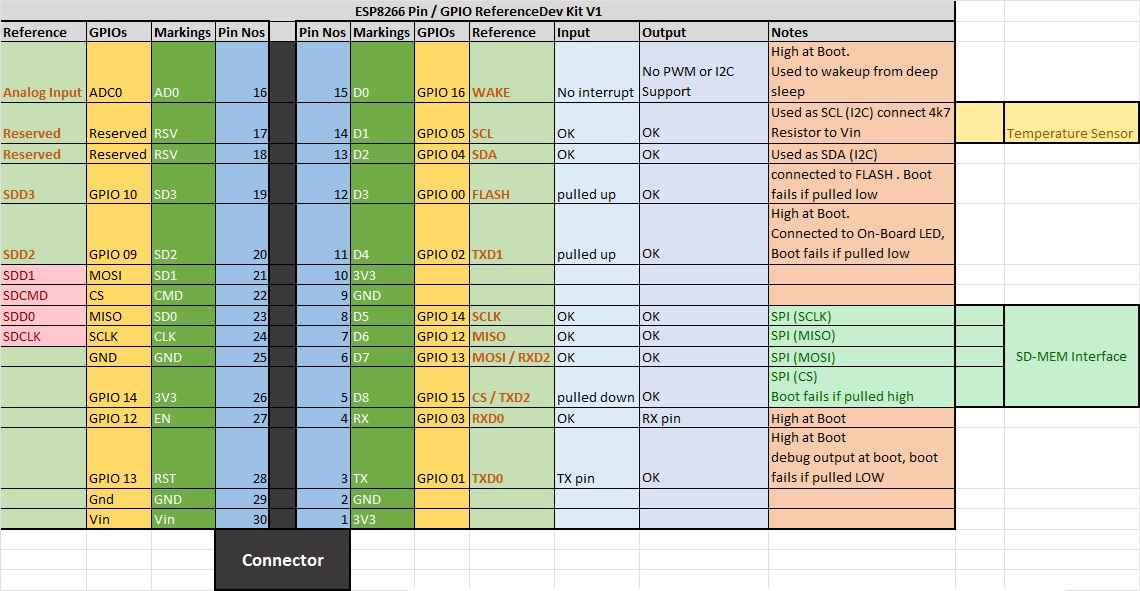 ESP8266 Pin / GPIO ReferenceDev Kit V1
Reference GPIOs Markings Pin Nos Pin Nos Markings GPIOs Reference Input Output Notes
High at Boot.
No PWM or I2C Used to wakeup from deep
Analog Input ADC0 AD0 16 15 D0 GPIO 16 WAKE No interrupt Support sleep
Used as SCL (I2C) connect 4k7
Reserved Reserved RSV 17 14 D1 GPIO 05 SCL OK OK Resistor to Vin Temperature Sensor
Reserved Reserved RSV 18 13 D2 GPIO 04 SDA OK OK Used as SDA (I2C)
connected to FLASH . Boot
SDD3 GPIO 10 SD3 19 12 D3 GPIO 00 FLASH pulled up OK fails if pulled low
High at Boot.
Connected to On-Board LED,
SDD2 GPIO 09 SD2 20 11 D4 GPIO 02 TXD1 pulled up OK Boot fails if pulled low
SDD1 MOSI SD1 21 10 3V3
SDCMD CS CMD 22 9 GND
SDD0 MISO SD0 23 8 D5 GPIO 14 SCLK OK OK SPI (SCLK)
SDCLK SCLK CLK 24 7 D6 GPIO 12 MISO OK OK SPI (MISO)
GND GND 25 6 D7 GPIO 13 MOSI / RXD2 OK OK SPI (MOSI) SD-MEM Interface
SPI (CS)
GPIO 14 3V3 26 5 D8 GPIO 15 CS / TXD2 pulled down OK Boot fails if pulled high
GPIO 12 EN 27 4 RX GPIO 03 RXD0 OK RX pin High at Boot
High at Boot
debug output at boot, boot
GPIO 13 RST 28 3 TX GPIO 01 TXD0 TX pin OK fails if pulled LOW
Gnd GND 29 2 GND
Vin Vin 30 1 3V3
Connector